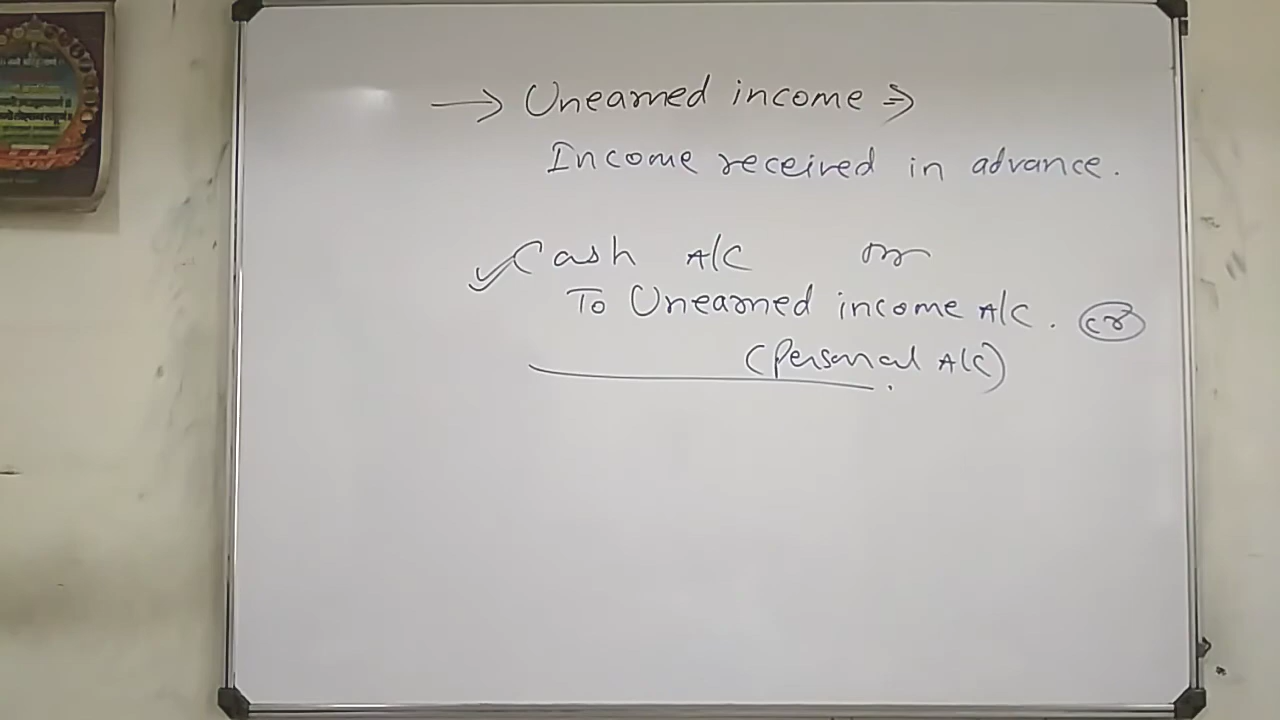 → Unearned income ⇒
Income received in advance.
✓ Cash A/C Dr
To Unearned income A/C. Cr
(Personal A/C)